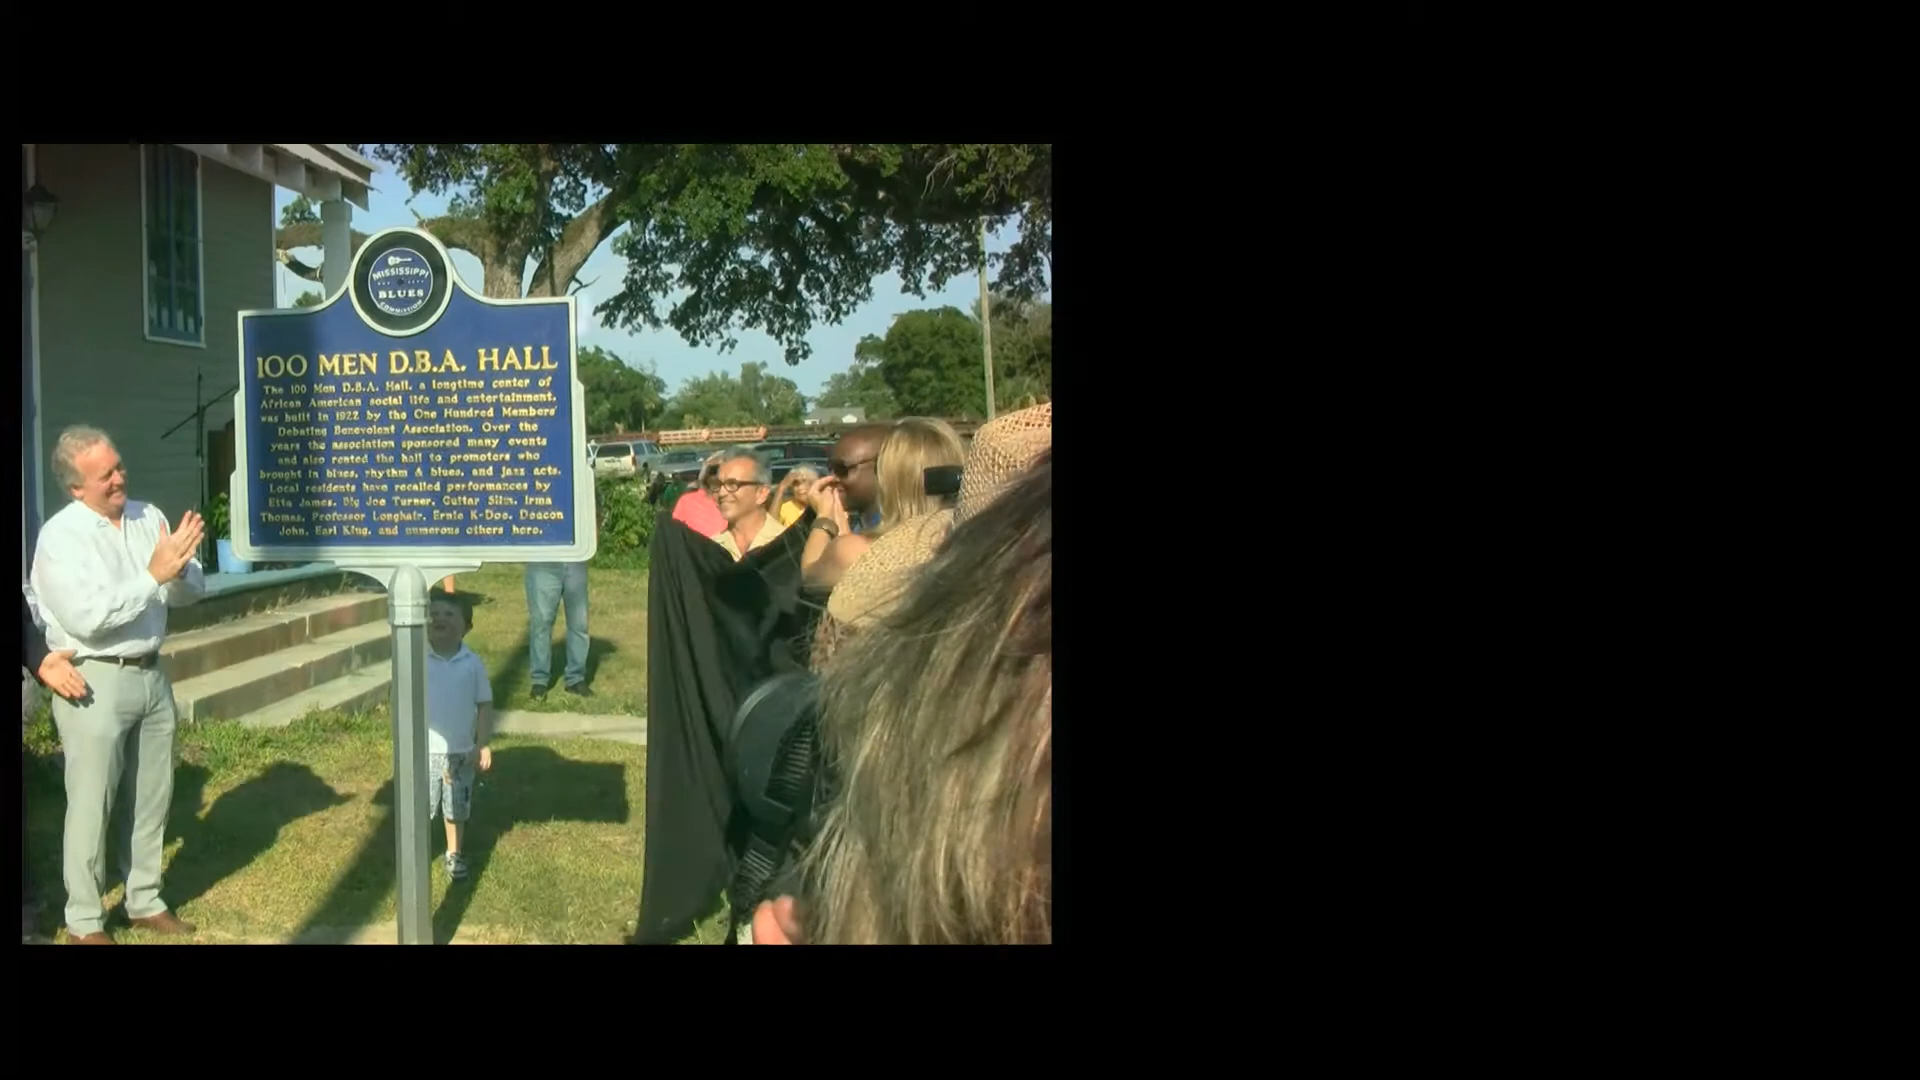 MISSISSIPPI
BLUES
COMMISSION
100 MEN D.B.A. HALL
The 100 Men D.B.A. Hall, a longtime center of
African American social life and entertainment,
was built in 1922 by the One Hundred Members'
Debating Benevolent Association. Over the
years the association sponsored many events
and also rented the hall to promoters who
brought in blues, rhythm & blues, and jazz acts.
Local residents have recalled performances by
Etta James, Big Joe Turner, Guitar Slim, Irma
Thomas, Professor Longhair, Ernie K-Doe, Deacon
John, Earl King, and numerous others here.